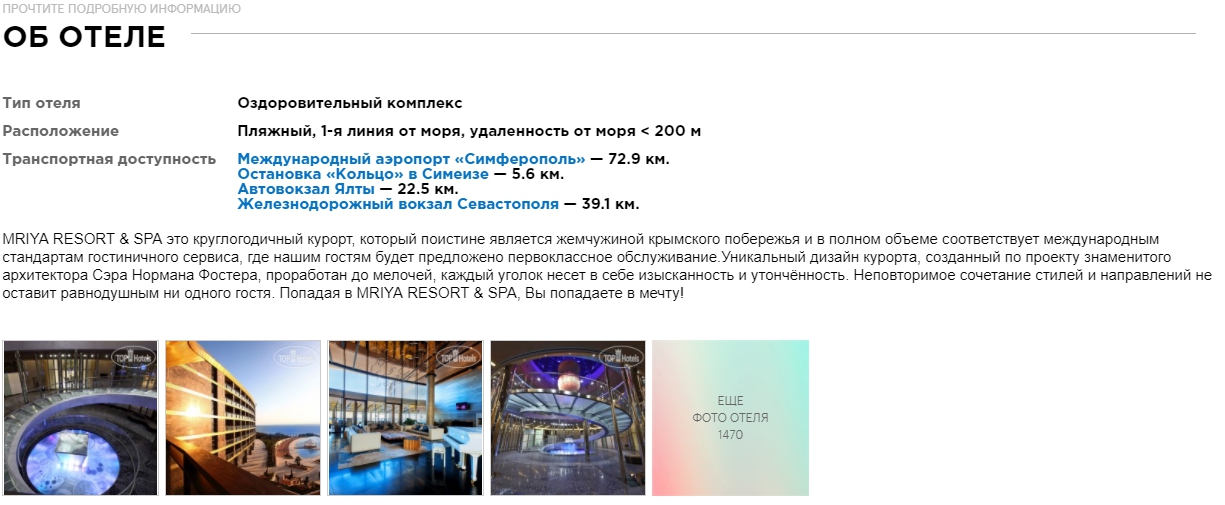 ПРОЧТИТЕ ПОДРОБНУЮ ИНФОРМАЦИЮ
ОБ ОТЕЛЕ
Тип отеля Оздоровительный комплекс
Расположение Пляжный, 1-я линия от моря, удаленность от моря < 200 м
Транспортная доступность Международный аэропорт «Симферополь» — 72.9 км.
Остановка «Кольцо» в Симеизе — 5.6 км.
Автовокзал Ялты — 22.5 км.
Железнодорожный вокзал Севастополя — 39.1 км.
MRIYA RESORT & SPA это круглогодичный курорт, который поистине является жемчужиной крымского побережья и в полном объеме соответствует международным
стандартам гостиничного сервиса, где нашим гостям будет предложено первоклассное обслуживание.Уникальный дизайн курорта, созданный по проекту знаменитого
архитектора Сэра Нормана Фостера, проработан до мелочей, каждый уголок несет в себе изысканность и утончённость. Неповторимое сочетание стилей и направлений не
оставит равнодушным ни одного гостя. Попадая в MRIYA RESORT & SPA, Вы попадаете в мечту!
TOP Hotels
TOP Hotels
TOP Hotels
TOP Hotels
ЕЩЕ
ФОТО ОТЕЛЯ
1470